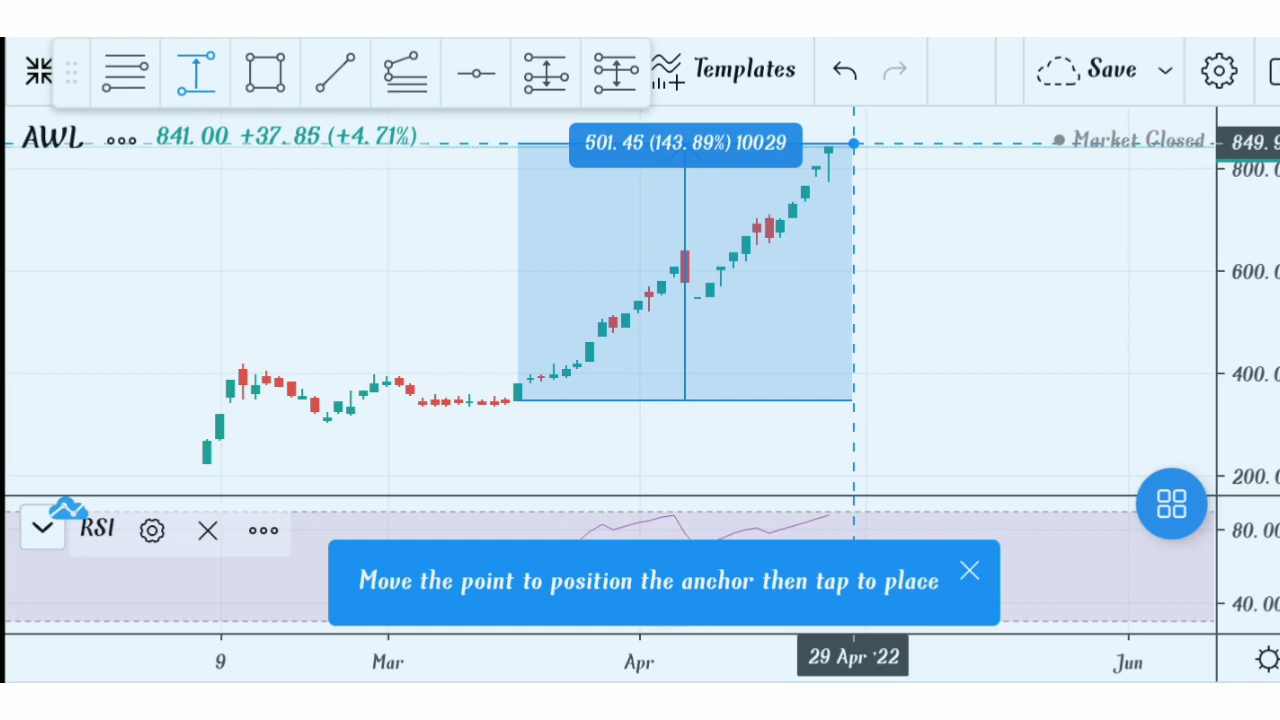 Templates
Save
AWL 841.00 +37.85 (+4.71%)
501.45 (143.89%) 10029
Market Closed
849.9
800.0
600.0
400.0
200.0
RSI
80.00
40.00
Move the point to position the anchor then tap to place
9 Mar Apr 29 Apr '22 Jun